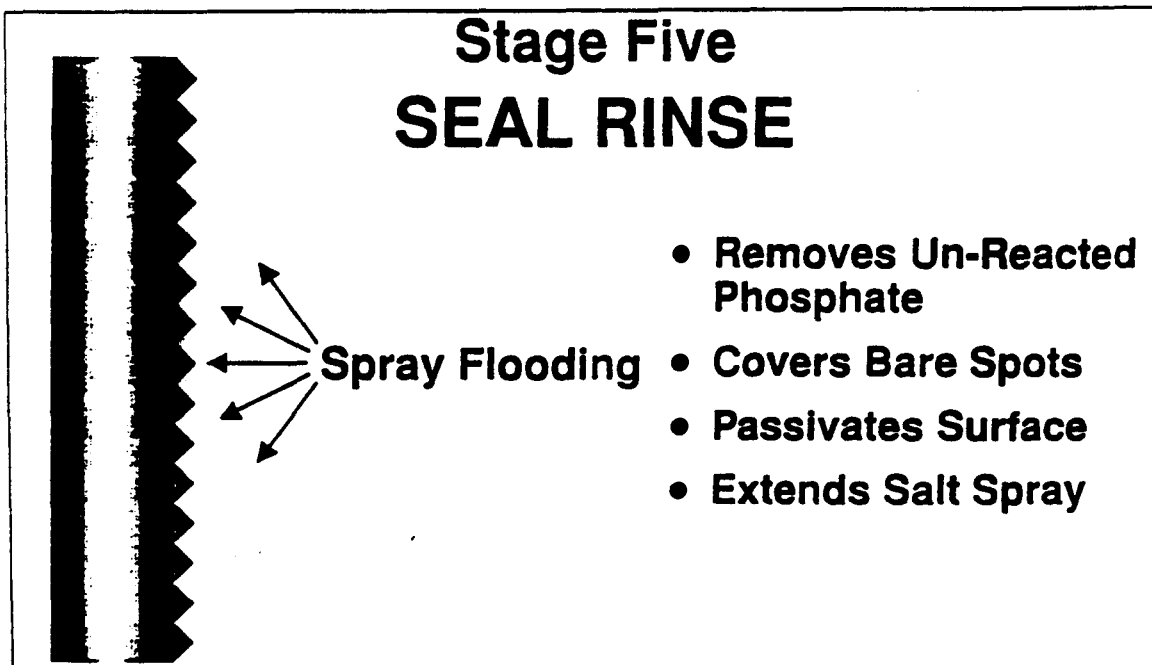 Stage Five
SEAL RINSE
Spray Flooding
• Removes Un-Reacted
Phosphate
• Covers Bare Spots
• Passivates Surface
• Extends Salt Spray